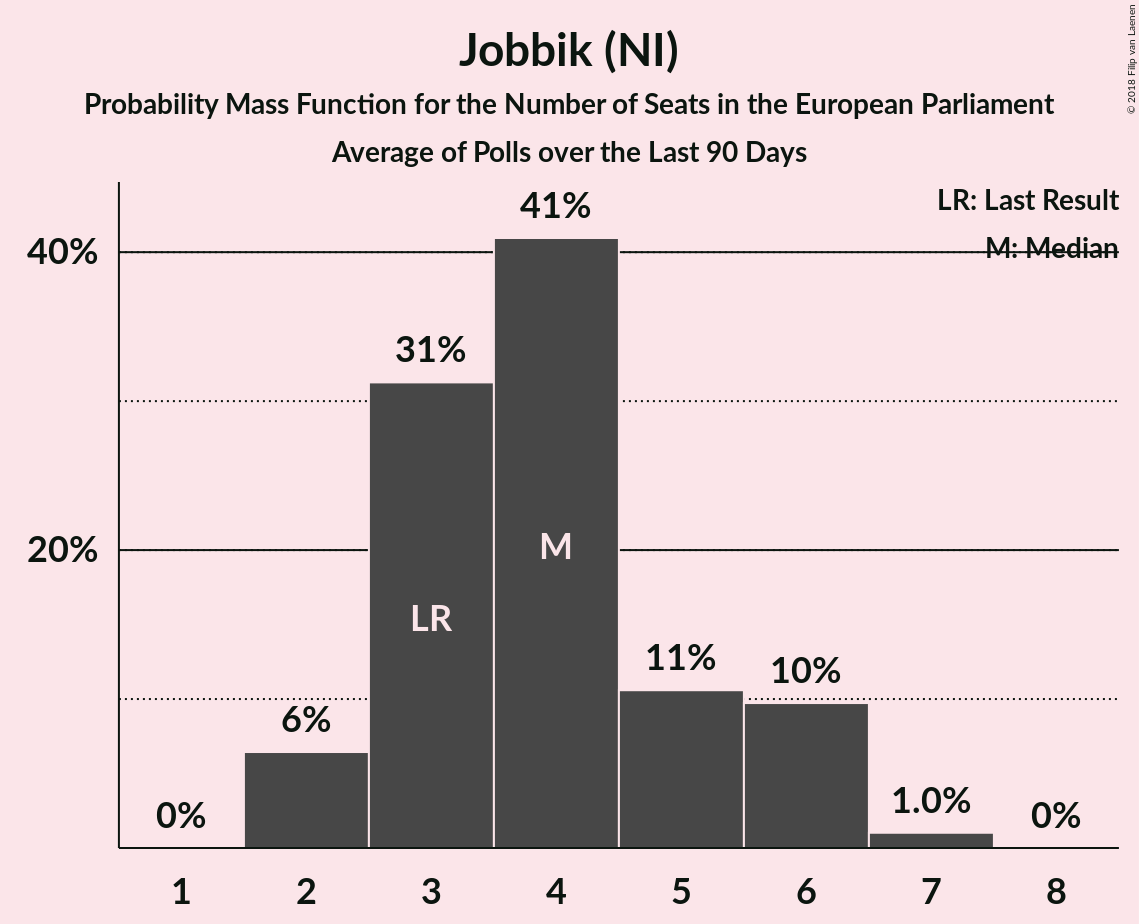 Jobbik (NI)
Probability Mass Function for the Number of Seats in the European Parliament
Average of Polls over the Last 90 Days
© 2018 Filip van Laenen
LR: Last Result
M: Median
40%
20%
0%
6%
31%
41%
11%
10%
1.0%
0%
LR
M
1 2 3 4 5 6 7 8